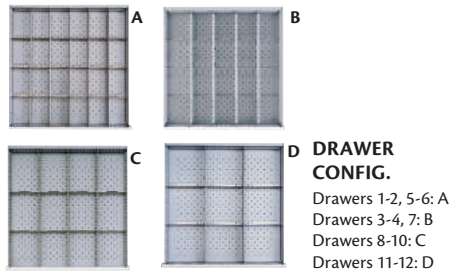 A
B
C
D
DRAWER
CONFIG.
Drawers 1-2, 5-6: A
Drawers 3-4, 7: B
Drawers 8-10: C
Drawers 11-12: D